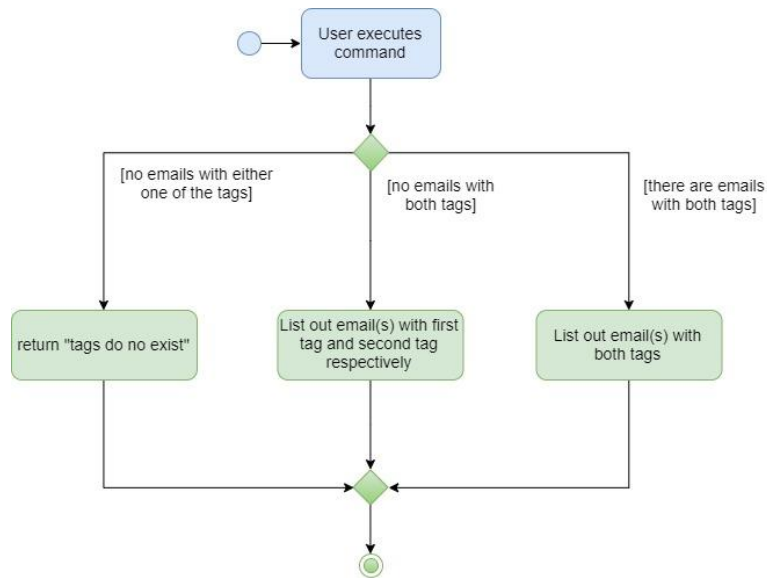 User executes
command
[no emails with either
one of the tags]
[no emails with
both tags]
[there are emails
with both tags]
return "tags do no exist"
List out email(s) with first
tag and second tag
respectively
List out email(s) with
both tags